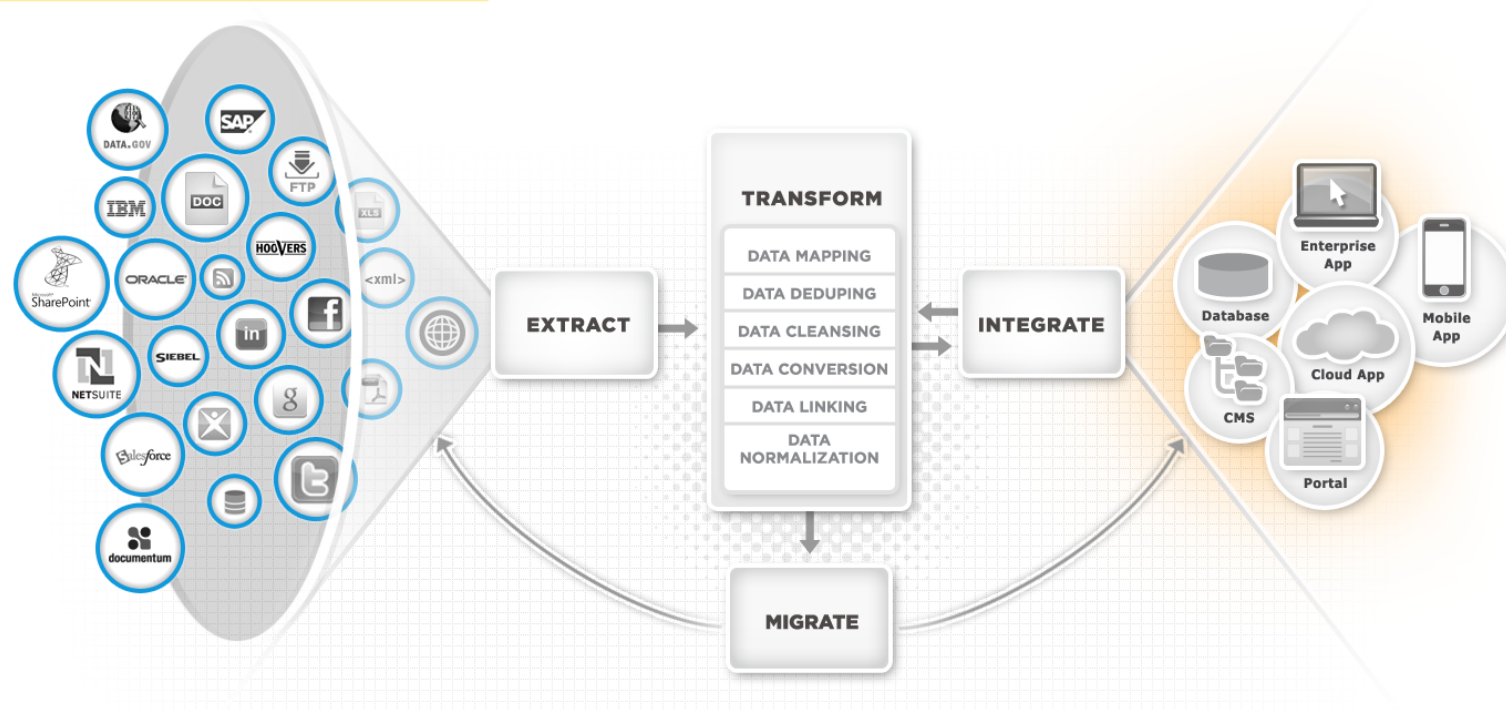 DATA.GOV
SAP
FTP
IBM
DOC
XLS
HOOVERS
Microsoft®
SharePoint
ORACLE
<xml>
f
in
SIEBEL
N
NETSUITE
g
salesforce
t
documentum
EXTRACT
TRANSFORM
DATA MAPPING
DATA DEDUPING
DATA CLEANSING
DATA CONVERSION
DATA LINKING
DATA
NORMALIZATION
INTEGRATE
MIGRATE
Enterprise
App
Database
Mobile
App
Cloud App
CMS
Portal